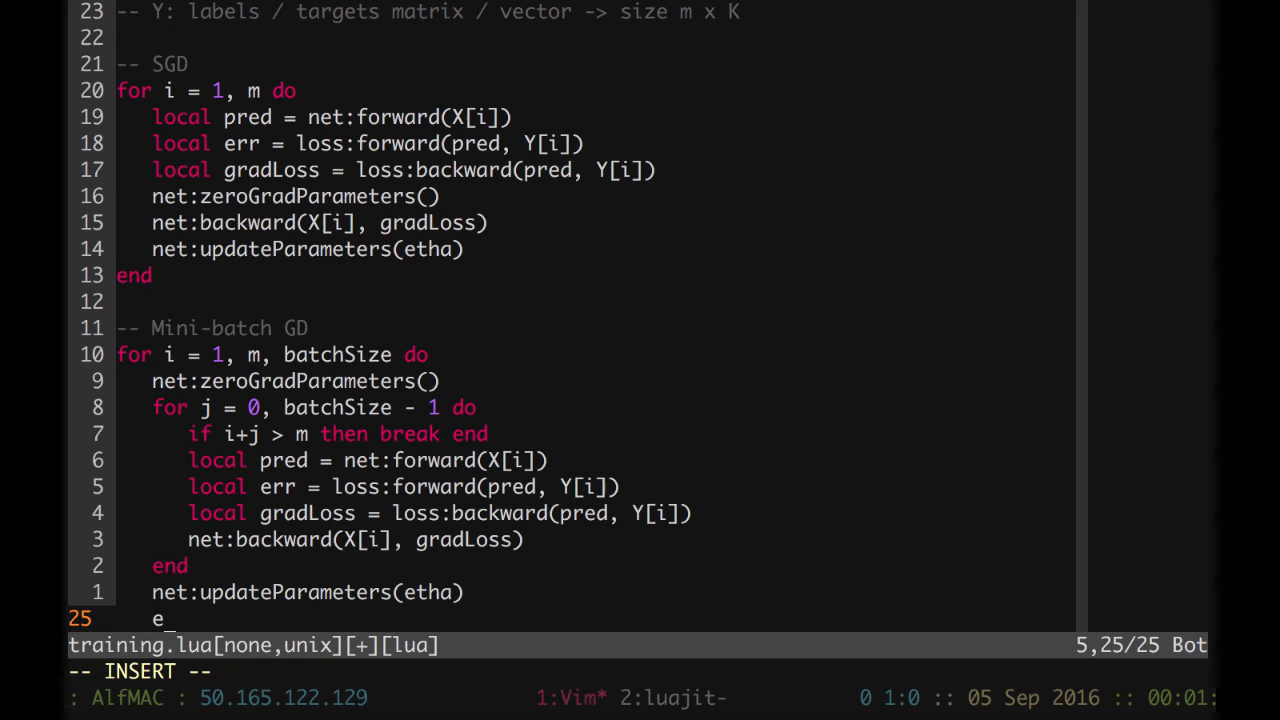 23 -- Y: labels / targets matrix / vector -> size m x K
22
21 -- SGD
20 for i = 1, m do
19    local pred = net:forward(X[i])
18    local err = loss:forward(pred, Y[i])
17    local gradLoss = loss:backward(pred, Y[i])
16    net:zeroGradParameters()
15    net:backward(X[i], gradLoss)
14    net:updateParameters(etha)
13 end
12
11 -- Mini-batch GD
10 for i = 1, m, batchSize do
9    net:zeroGradParameters()
8    for j = 0, batchSize - 1 do
7       if i+j > m then break end
6       local pred = net:forward(X[i])
5       local err = loss:forward(pred, Y[i])
4       local gradLoss = loss:backward(pred, Y[i])
3       net:backward(X[i], gradLoss)
2    end
1    net:updateParameters(etha)
25    e_
training.lua[none,unix][+][lua] 5,25/25 Bot
-- INSERT --
: AlfMAC : 50.165.122.129 1:Vim* 2:luajit- 0 1:0 :: 05 Sep 2016 :: 00:01: